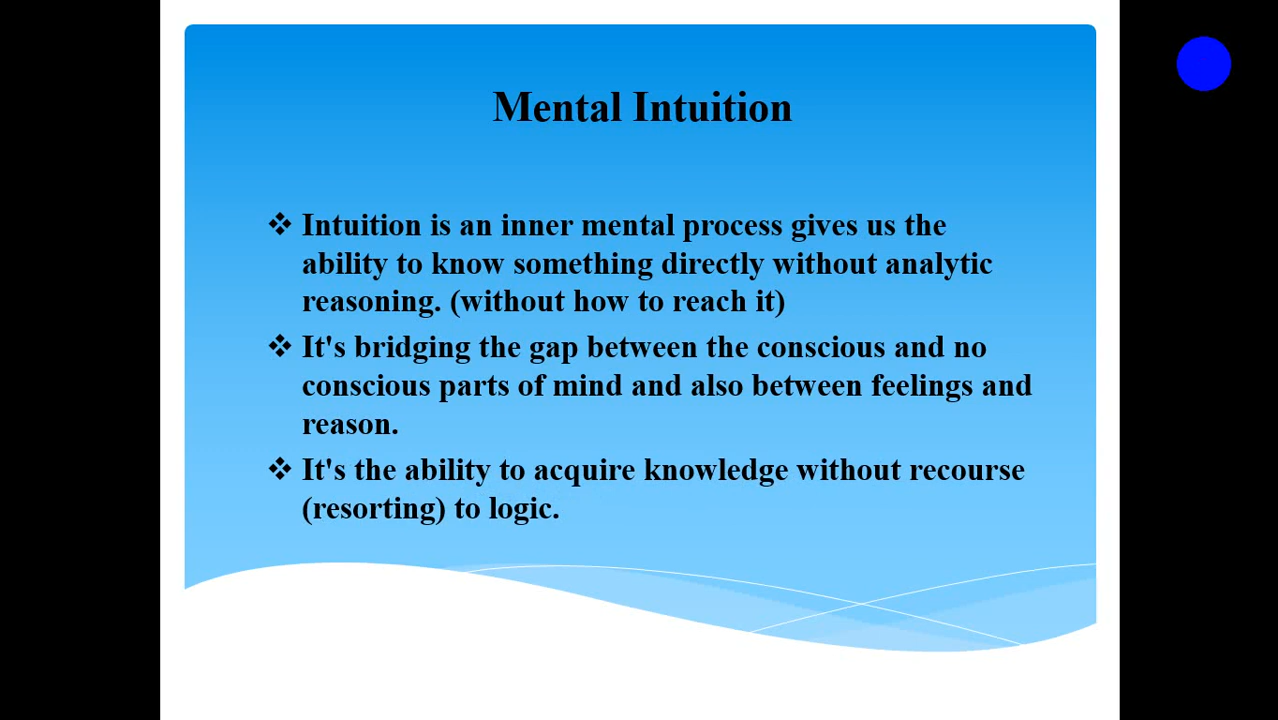 Mental Intuition
❖ Intuition is an inner mental process gives us the
ability to know something directly without analytic
reasoning. (without how to reach it)
❖ It's bridging the gap between the conscious and no
conscious parts of mind and also between feelings and
reason.
❖ It's the ability to acquire knowledge without recourse
(resorting) to logic.